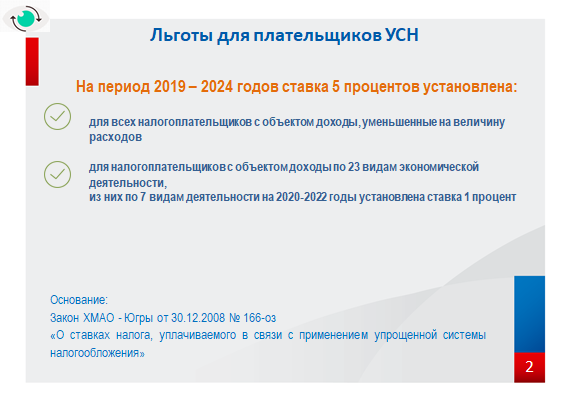 Льготы для плательщиков УСН
На период 2019 – 2024 годов ставка 5 процентов установлена:
для всех налогоплательщиков с объектом доходы, уменьшенные на величину
расходов
для налогоплательщиков с объектом доходы по 23 видам экономической
деятельности,
из них по 7 видам деятельности на 2020-2022 годы установлена ставка 1 процент
Основание:
Закон ХМАО - Югры от 30.12.2008 № 166-оз
«О ставках налога, уплачиваемого в связи с применением упрощенной системы
налогообложения»
2